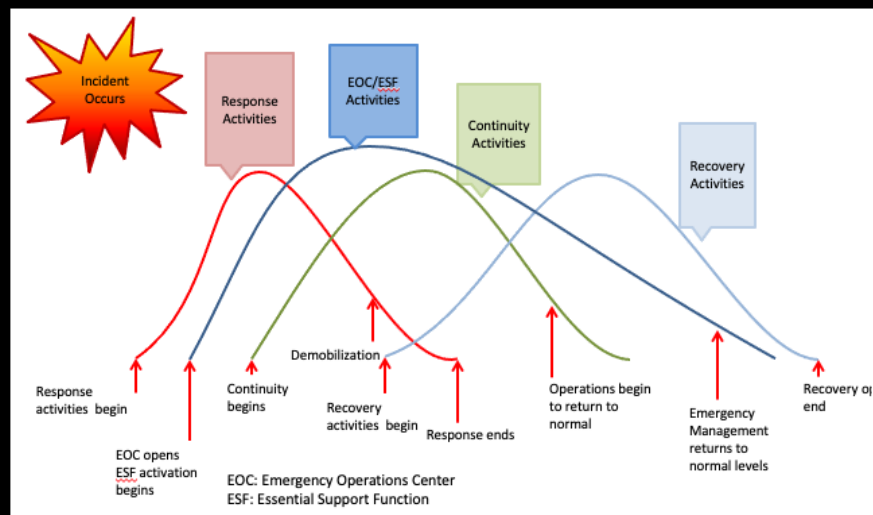 Incident
Occurs
Response
Activities
EOC/ESF
Activities
Continuity
Activities
Recovery
Activities
Response
activities begin
EOC opens
ESF activation
begins
Continuity
begins
Demobilization
Recovery
activities begin
Response ends
Operations begin
to return to
normal
Emergency
Management
returns to
normal levels
Recovery
end
EOC: Emergency Operations Center
ESF: Essential Support Function